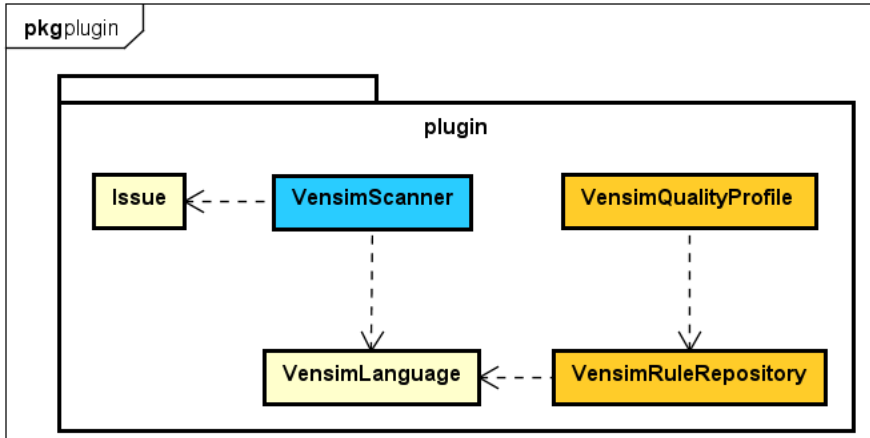 pkgplugin
plugin
Issue
VensimScanner
VensimQualityProfile
VensimLanguage
VensimRuleRepository